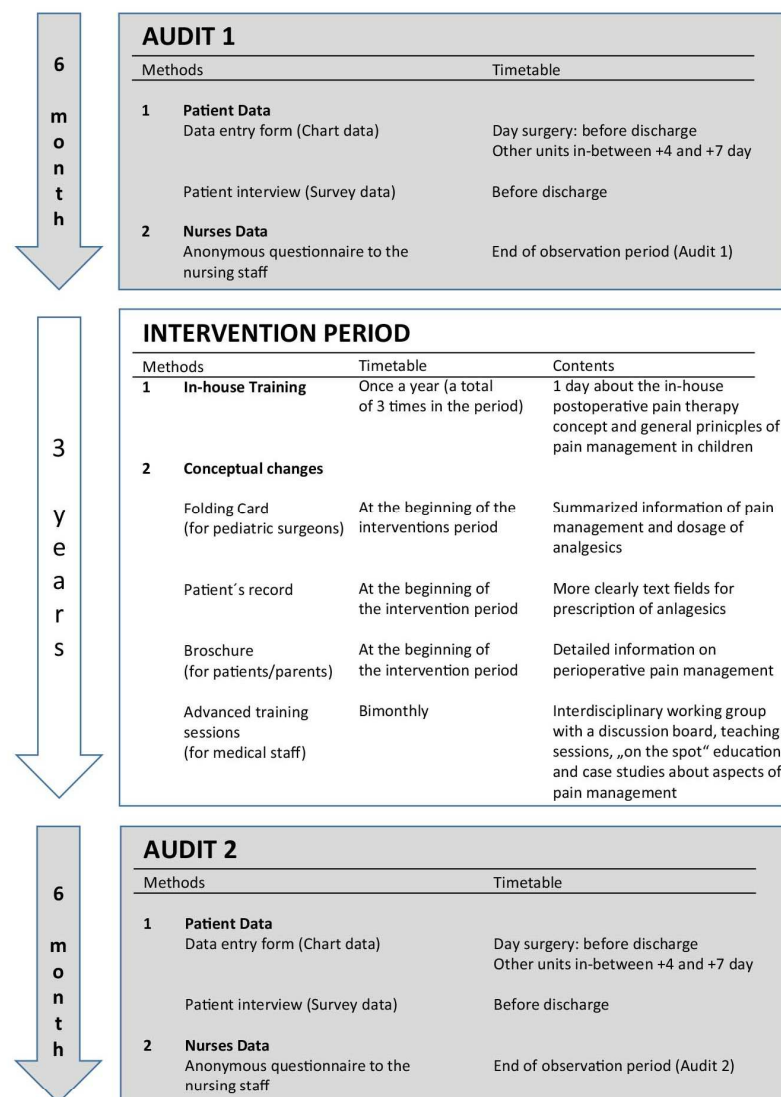 6
month
AUDIT 1
Methods Timetable
1 Patient Data
Data entry form (Chart data) Day surgery: before discharge
Other units in-between +4 and +7 day
Patient interview (Survey data) Before discharge
2 Nurses Data
Anonymous questionnaire to the End of observation period (Audit 1)
nursing staff
3
years
INTERVENTION PERIOD
Methods Timetable Contents
1 In-house Training Once a year (a total 1 day about the in-house
of 3 times in the period) postoperative pain therapy
concept and general prinicples of
pain management in children
2 Conceptual changes
Folding Card At the beginning of the Summarized information of pain
(for pediatric surgeons) interventions period management and dosage of
analgesics
Patient´s record At the beginning of More clearly text fields for
the intervention period prescription of anlagesics
Broschure At the beginning of Detailed information on
(for patients/parents) the intervention period perioperative pain management
Advanced training Bimonthly Interdisciplinary working group
sessions with a discussion board, teaching
(for medical staff) sessions, „on the spot“ education
and case studies about aspects of
pain management
6
month
AUDIT 2
Methods Timetable
1 Patient Data
Data entry form (Chart data) Day surgery: before discharge
Other units in-between +4 and +7 day
Patient interview (Survey data) Before discharge
2 Nurses Data
Anonymous questionnaire to the End of observation period (Audit 2)
nursing staff